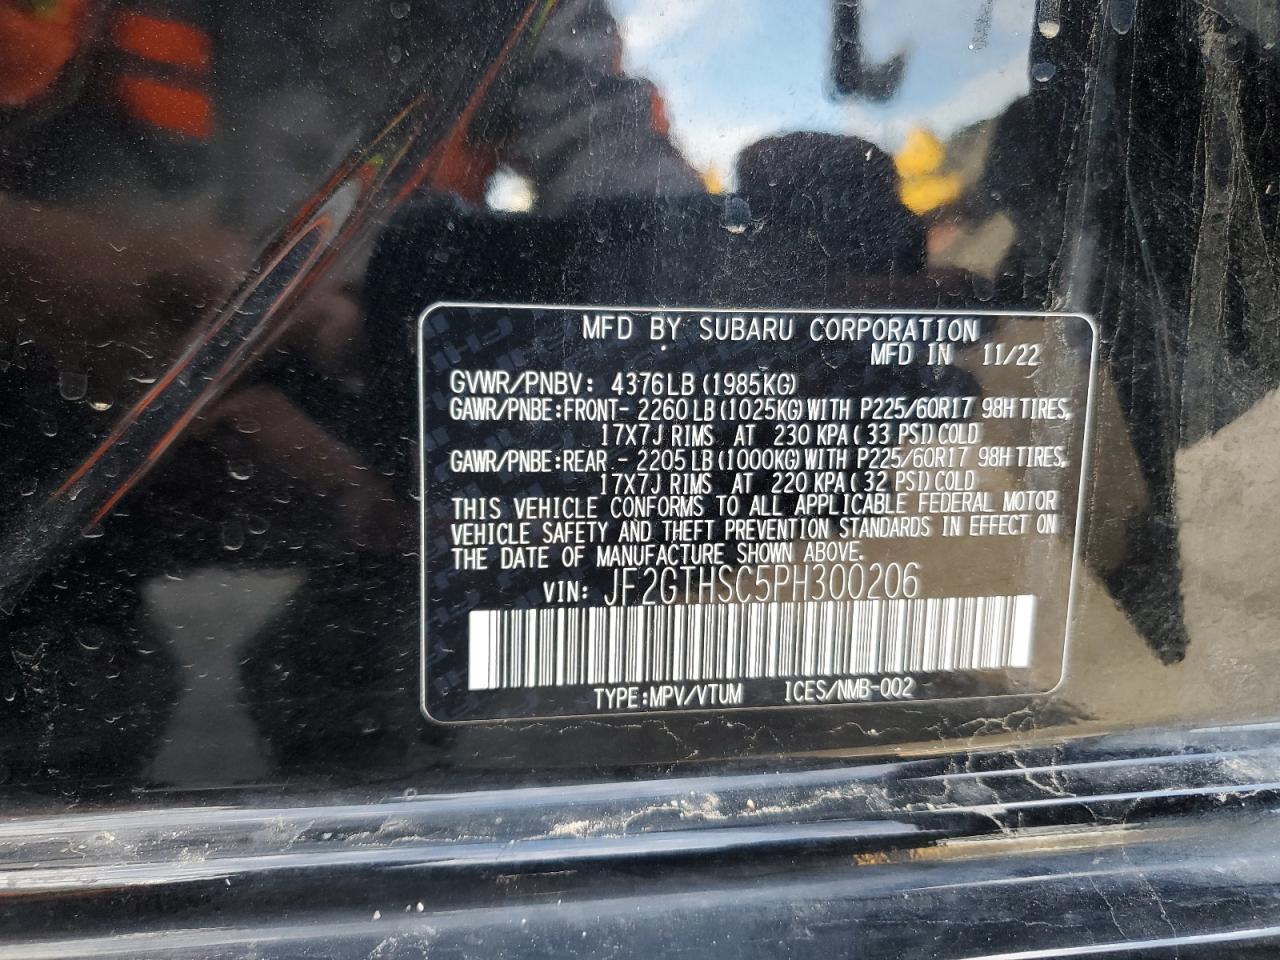 MFD BY SUBARU CORPORATION
MFD IN 11/22
GVWR/PNBV: 4376LB (1985KG)
GAWR/PNBE:FRONT- 2260 LB (1025KG) WITH P225/60R17 98H TIRES,
17X7J RIMS AT 230 KPA ( 33 PSI) COLD
GAWR/PNBE:REAR - 2205 LB (1000KG) WITH P225/60R17 98H TIRES,
17X7J RIMS AT 220 KPA ( 32 PSI) COLD
THIS VEHICLE CONFORMS TO ALL APPLICABLE FEDERAL MOTOR
VEHICLE SAFETY AND THEFT PREVENTION STANDARDS IN EFFECT ON
THE DATE OF MANUFACTURE SHOWN ABOVE.
VIN: JF2GTHSC5PH300206
TYPE:MPV/VTUM ICES/NMB-002